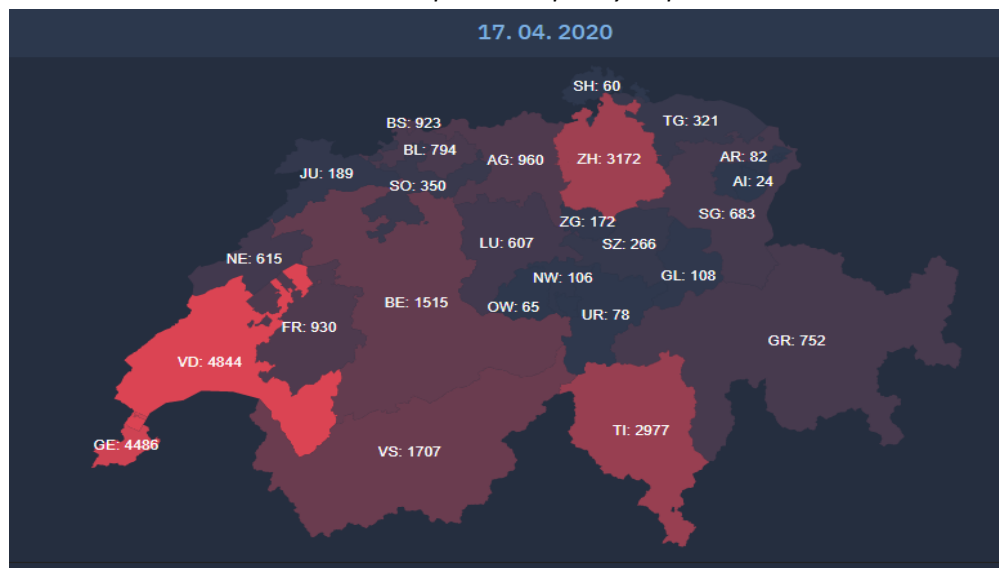 17. 04. 2020
SH: 60
TG: 321
BS: 923
BL: 794
AG: 960
ZH: 3172
AR: 82
JU: 189
SO: 350
AI: 24
ZG: 172
SG: 683
LU: 607
SZ: 266
NE: 615
NW: 106
GL: 108
BE: 1515
OW: 65
UR: 78
FR: 930
GR: 752
VD: 4844
TI: 2977
GE: 4486
VS: 1707